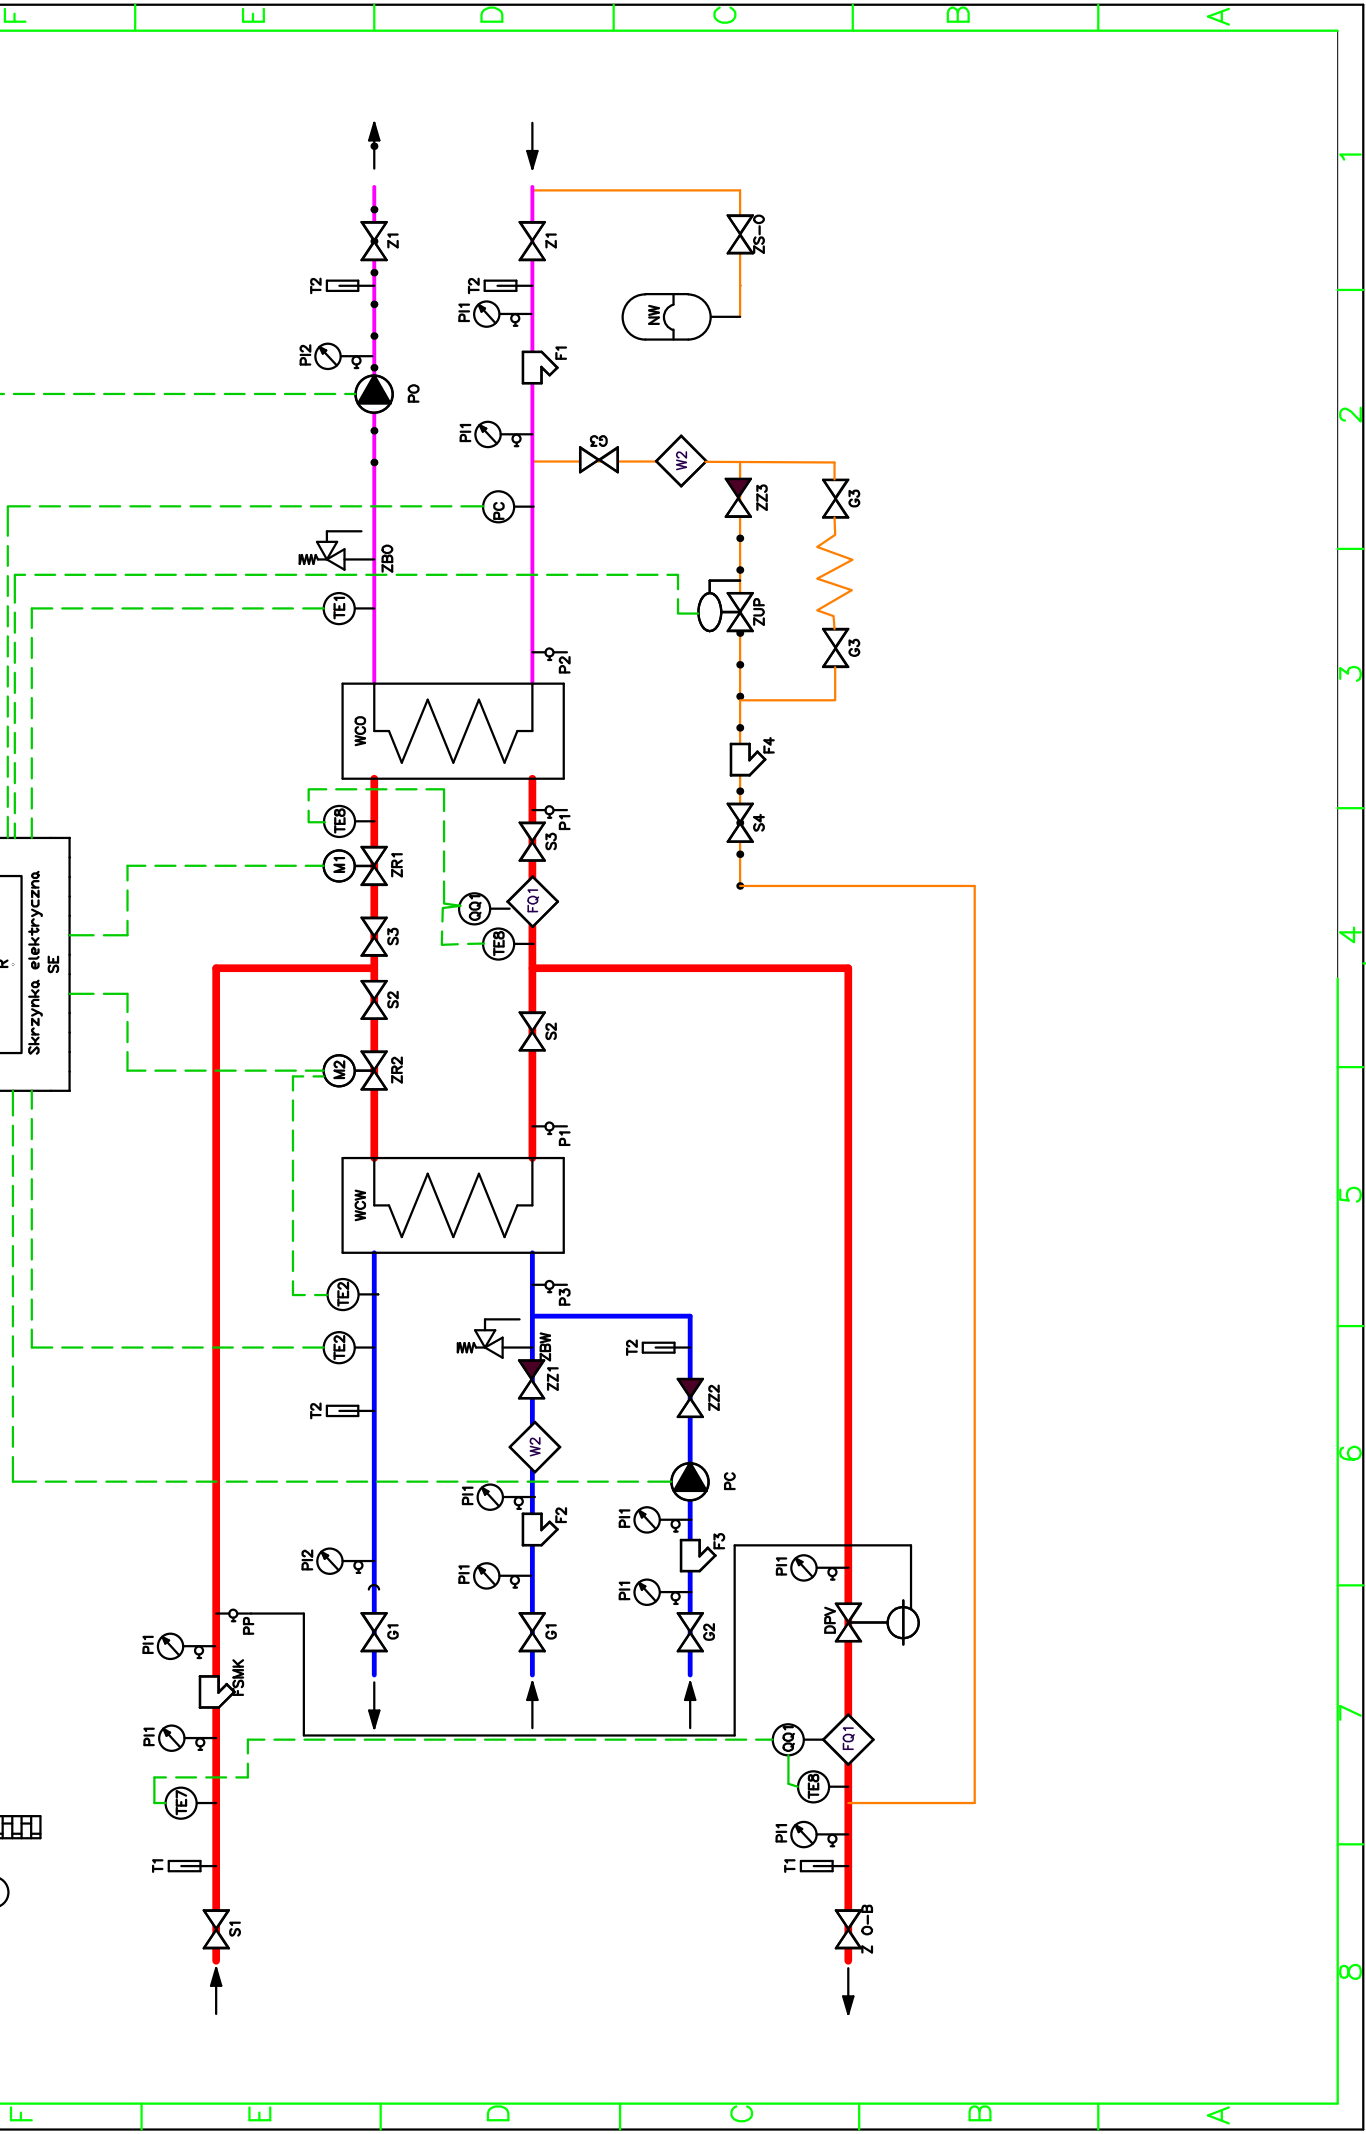 F
E
D
C
B
A
1
2
3
4
5
6
7
8
F
E
D
C
B
A
Z1
Z1
ZS-O
T2
T2
PI1
NW
PI2
F1
PO
PI1
G3
W2
PC
ZZ3
G3
ZBO
TE1
ZUP
G3
P2
WCO
F4
TE8
P1
S4
M1
ZR1
S3
R
Skrzynka elektryczna
SE
QQ1
FQ1
S3
TE8
S2
S2
M2
ZR2
P1
WCW
TE2
P3
TE2
ZBW
T2
ZZ1
ZZ2
T2
W2
PC
PI1
F2
PI1
F3
PI2
PI1
PI1
PI1
PP
G1
G1
G2
DPV
PI1
FSMK
PI1
QQ1
FQ1
TE7
TE8
PI1
T1
T1
S1
Z O-B